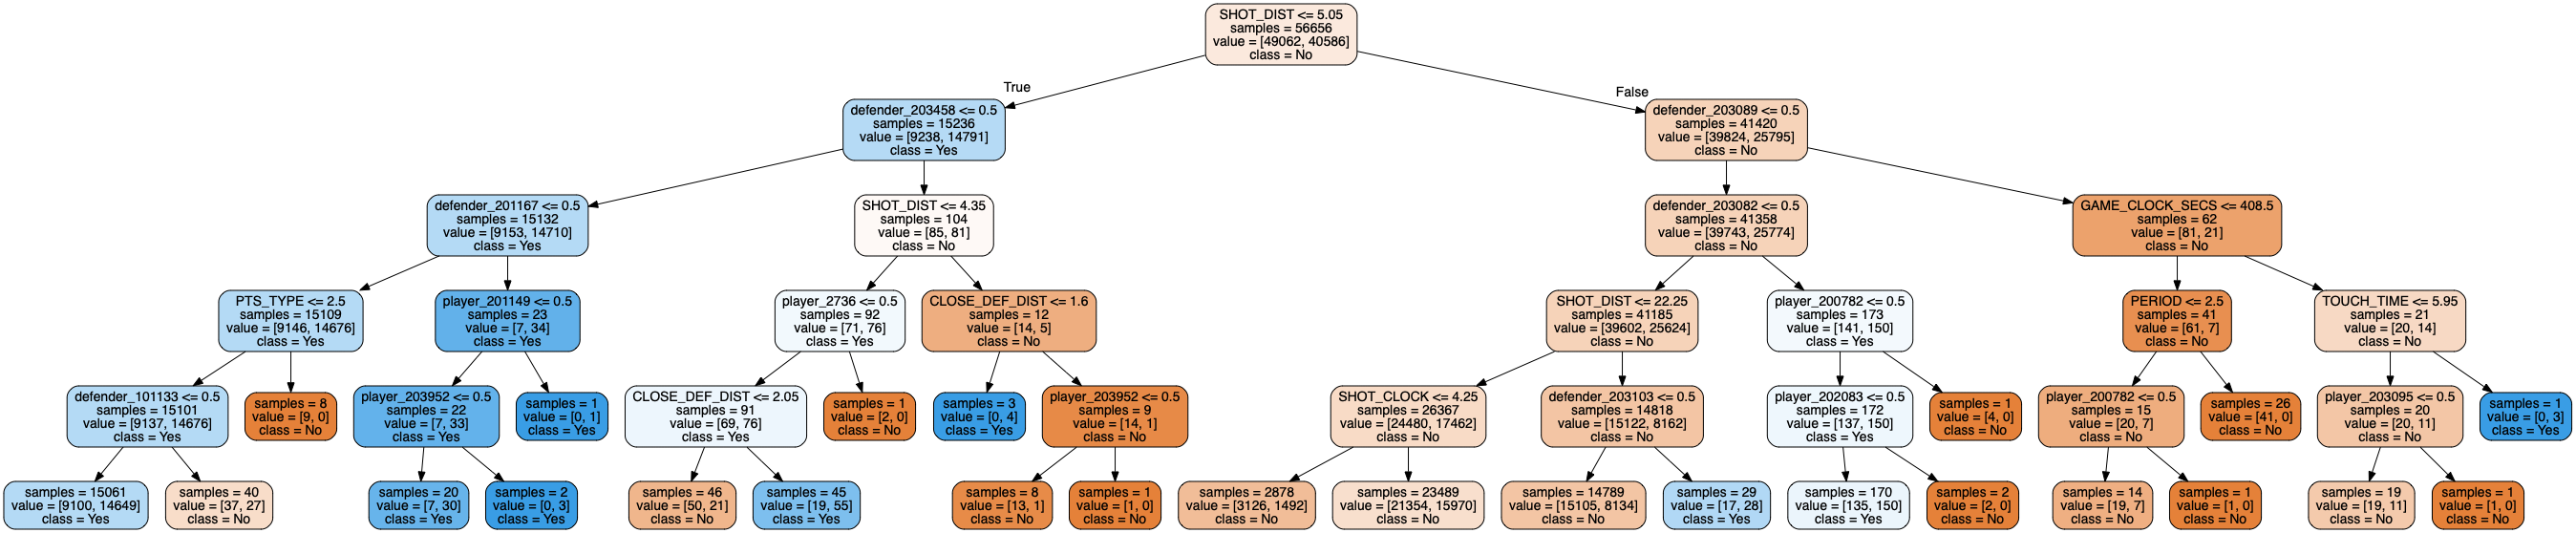 SHOT_DIST <= 5.05
samples = 56656
value = [49062, 40586]
class = No
True
False
defender_203458 <= 0.5
samples = 15236
value = [9238, 14791]
class = Yes
defender_203089 <= 0.5
samples = 41420
value = [39824, 25795]
class = No
defender_201167 <= 0.5
samples = 15132
value = [9153, 14710]
class = Yes
SHOT_DIST <= 4.35
samples = 104
value = [85, 81]
class = No
defender_203082 <= 0.5
samples = 41358
value = [39743, 25774]
class = No
GAME_CLOCK_SECS <= 408.5
samples = 62
value = [81, 21]
class = No
PTS_TYPE <= 2.5
samples = 15109
value = [9146, 14676]
class = Yes
player_201149 <= 0.5
samples = 23
value = [7, 34]
class = Yes
player_2736 <= 0.5
samples = 92
value = [71, 76]
class = Yes
CLOSE_DEF_DIST <= 1.6
samples = 12
value = [14, 5]
class = No
SHOT_DIST <= 22.25
samples = 41185
value = [39602, 25624]
class = No
player_200782 <= 0.5
samples = 173
value = [141, 150]
class = Yes
PERIOD <= 2.5
samples = 41
value = [61, 7]
class = No
TOUCH_TIME <= 5.95
samples = 21
value = [20, 14]
class = No
defender_101133 <= 0.5
samples = 15101
value = [9137, 14676]
class = Yes
samples = 8
value = [9, 0]
class = No
player_203952 <= 0.5
samples = 22
value = [7, 33]
class = Yes
samples = 1
value = [0, 1]
class = Yes
CLOSE_DEF_DIST <= 2.05
samples = 91
value = [69, 76]
class = Yes
samples = 1
value = [2, 0]
class = No
samples = 3
value = [0, 4]
class = Yes
player_203952 <= 0.5
samples = 9
value = [14, 1]
class = No
SHOT_CLOCK <= 4.25
samples = 26367
value = [24480, 17462]
class = No
defender_203103 <= 0.5
samples = 14818
value = [15122, 8162]
class = No
player_202083 <= 0.5
samples = 172
value = [137, 150]
class = Yes
samples = 1
value = [4, 0]
class = No
player_200782 <= 0.5
samples = 15
value = [20, 7]
class = No
samples = 26
value = [41, 0]
class = No
player_203095 <= 0.5
samples = 20
value = [20, 11]
class = No
samples = 1
value = [0, 3]
class = Yes
samples = 15061
value = [9100, 14649]
class = Yes
samples = 40
value = [37, 27]
class = No
samples = 20
value = [7, 30]
class = Yes
samples = 2
value = [0, 3]
class = Yes
samples = 46
value = [50, 21]
class = No
samples = 45
value = [19, 55]
class = Yes
samples = 8
value = [13, 1]
class = No
samples = 1
value = [1, 0]
class = No
samples = 2878
value = [3126, 1492]
class = No
samples = 23489
value = [21354, 15970]
class = No
samples = 14789
value = [15105, 8134]
class = No
samples = 29
value = [17, 28]
class = Yes
samples = 170
value = [135, 150]
class = Yes
samples = 2
value = [2, 0]
class = No
samples = 14
value = [19, 7]
class = No
samples = 1
value = [1, 0]
class = No
samples = 19
value = [19, 11]
class = No
samples = 1
value = [1, 0]
class = No